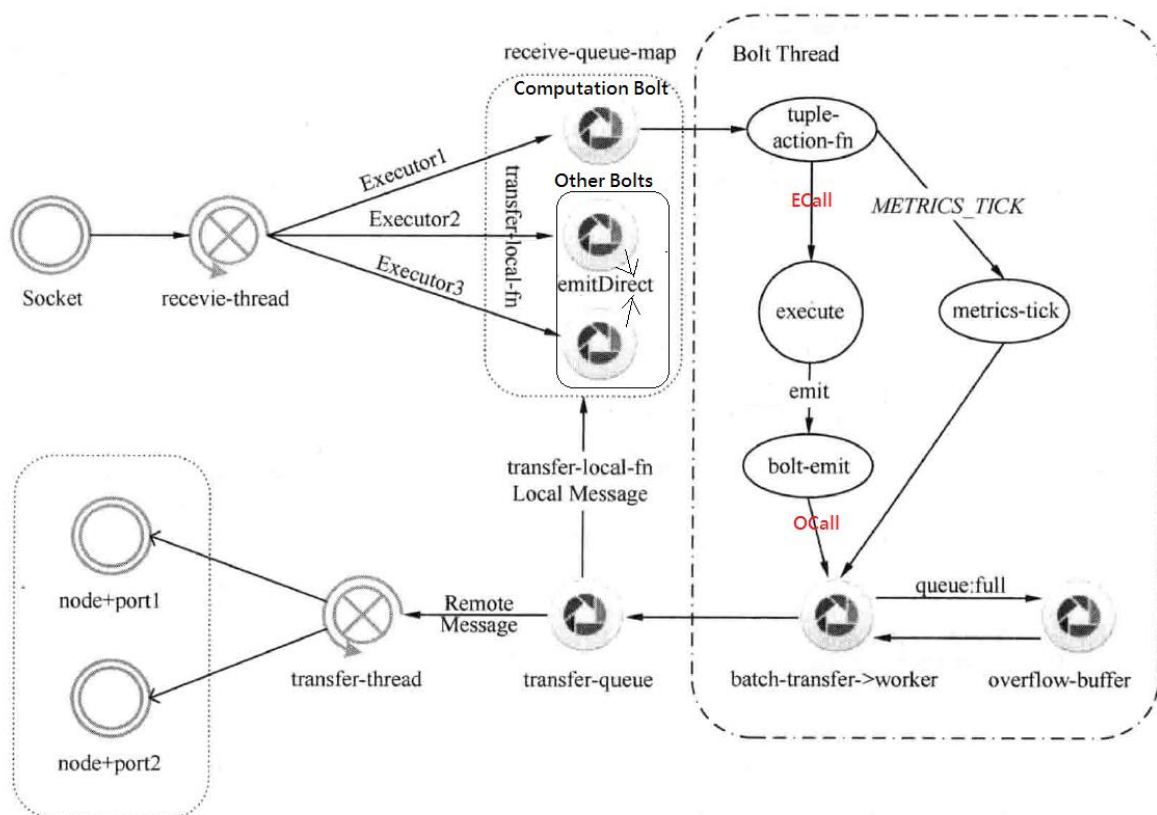 receive-queue-map
Bolt Thread
Computation Bolt
tuple-
action-fn
Executor1
transfer-local-fn
Other Bolts
ECall
METRICS_TICK
Executor2
Socket
recevie-thread
Executor3
emitDirect
execute
metrics-tick
emit
transfer-local-fn
Local Message
bolt-emit
OCall
node+port1
Remote
Message
queue:full
transfer-thread
transfer-queue
batch-transfer->worker
overflow-buffer
node+port2